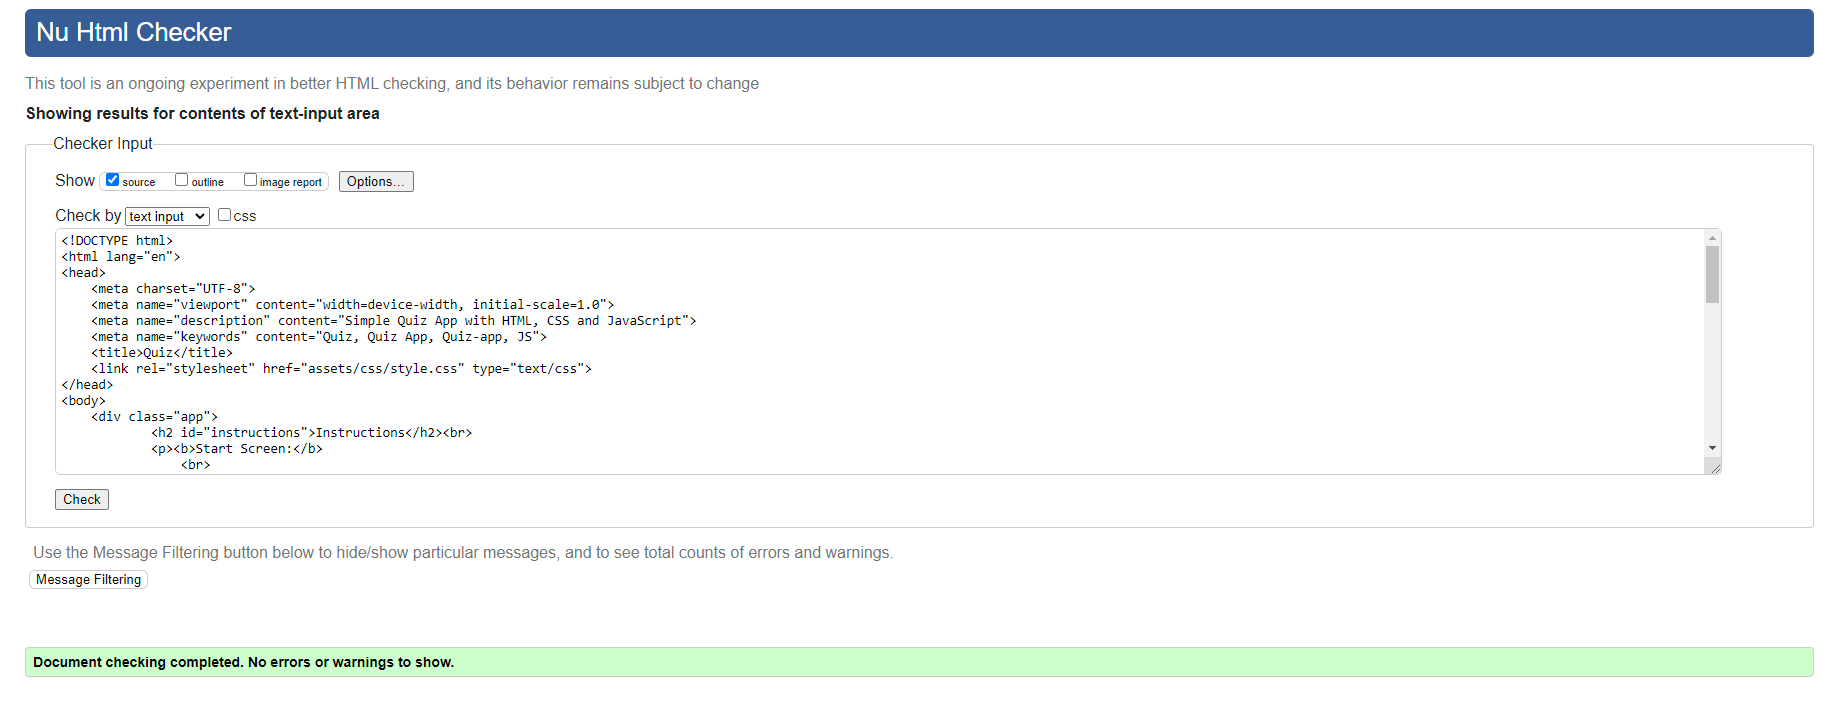 Nu Html Checker
This tool is an ongoing experiment in better HTML checking, and its behavior remains subject to change
Showing results for contents of text-input area
Checker Input
Show source outline image report Options...
Check by text input css
<!DOCTYPE html>
<html lang="en">
<head>
    <meta charset="UTF-8">
    <meta name="viewport" content="width=device-width, initial-scale=1.0">
    <meta name="description" content="Simple Quiz App with HTML, CSS and JavaScript">
    <meta name="keywords" content="Quiz, Quiz App, Quiz-app, JS">
    <title>Quiz</title>
    <link rel="stylesheet" href="assets/css/style.css" type="text/css">
</head>
<body>
    <div class="app">
            <h2 id="instructions">Instructions</h2><br>
            <p><b>Start Screen:</b>
                <br>
Check
Use the Message Filtering button below to hide/show particular messages, and to see total counts of errors and warnings.
Message Filtering
Document checking completed. No errors or warnings to show.